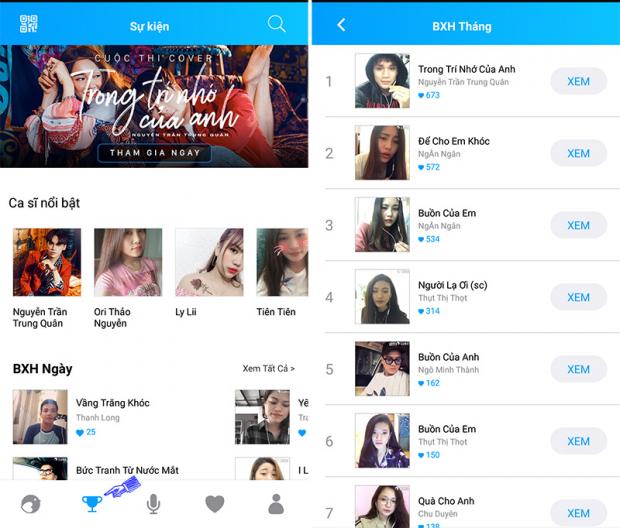 Sự kiện
CUỘC THI COVER
Trong trí nhớ
của anh
NGUYỄN TRẦN TRUNG QUÂN
THAM GIA NGAY
Ca sĩ nổi bật
Nguyễn Trần
Trung Quân
Ori Thảo
Nguyên
Ly Lii
Tiên Tiên
BXH Ngày
Xem Tất Cả >
Vầng Trăng Khóc
Thanh Long
25
Yê
Tra
Bức Tranh Từ Nước Mắt
I L
BXH Tháng
1
Trong Trí Nhớ Của Anh
Nguyễn Trần Trung Quân
673
XEM
2
Để Cho Em Khóc
NgÂn Ngân
572
XEM
3
Buồn Của Em
NgÂn Ngân
534
XEM
4
Người Lạ Ơi (sc)
Thụt Thị Thọt
314
XEM
5
Buồn Của Anh
Ngô Minh Thành
162
XEM
6
Buồn Của Em
Thụt Thị Thọt
150
XEM
7
Quà Cho Anh
Chu Duyên
138
XEM